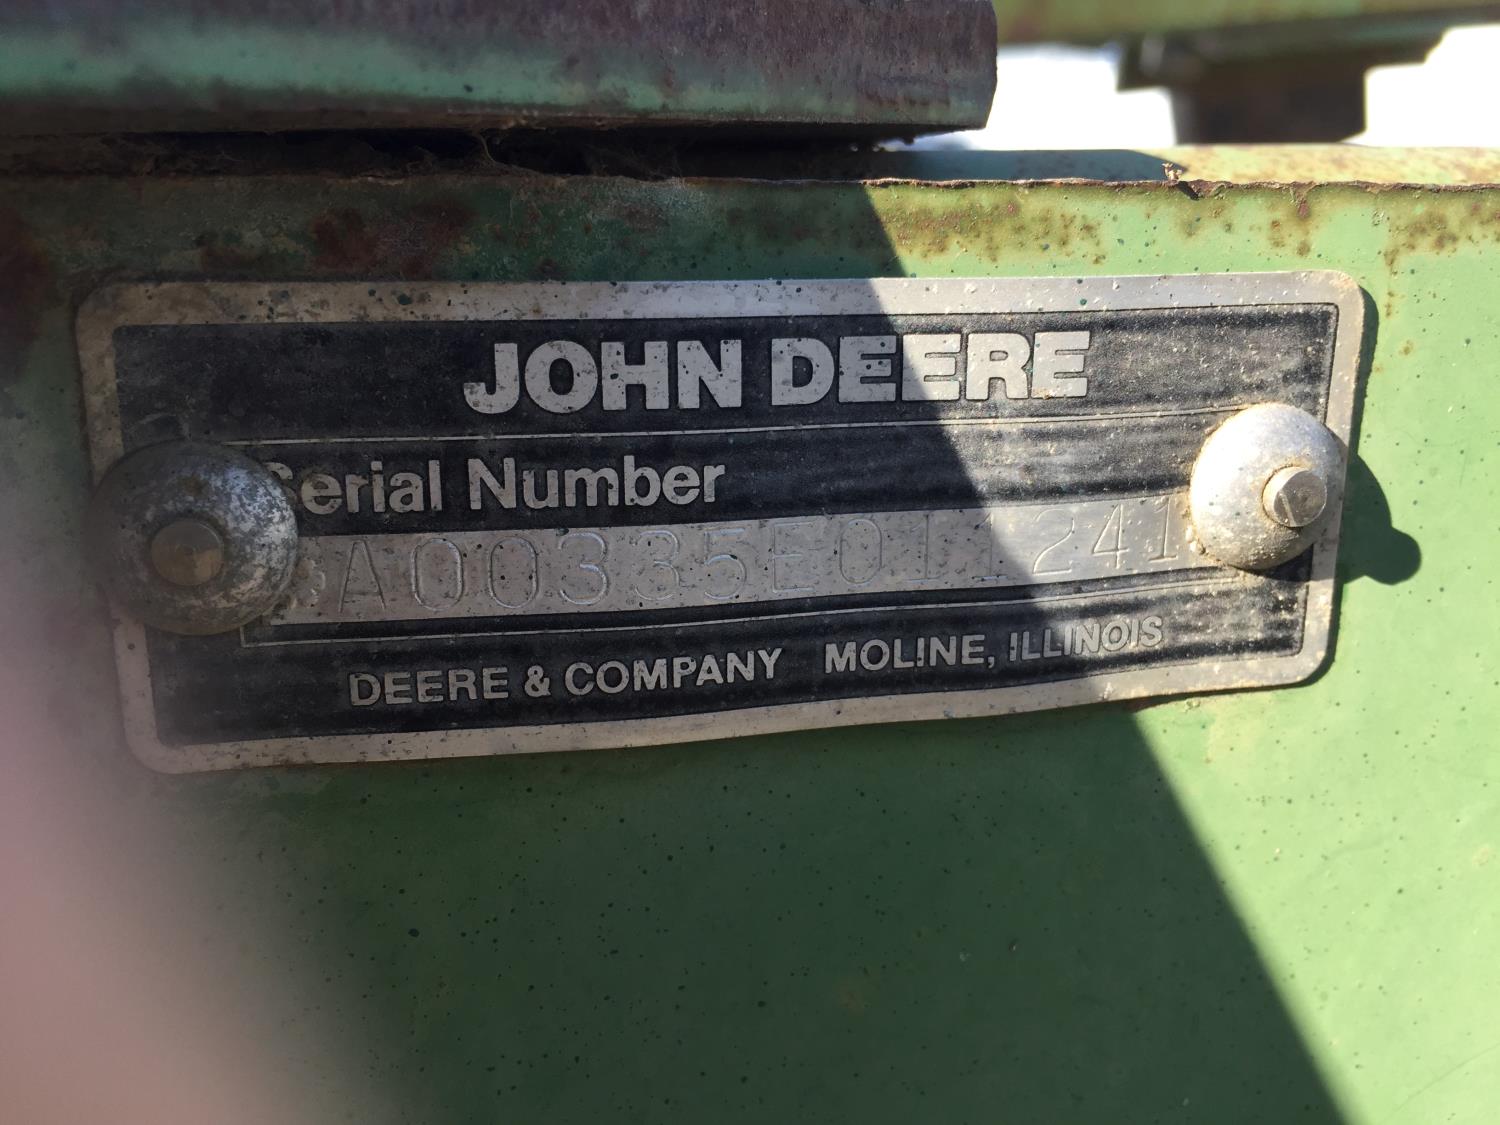 JOHN DEERE
Serial Number
A00335E011241
DEERE & COMPANY MOLINE, ILLINOIS